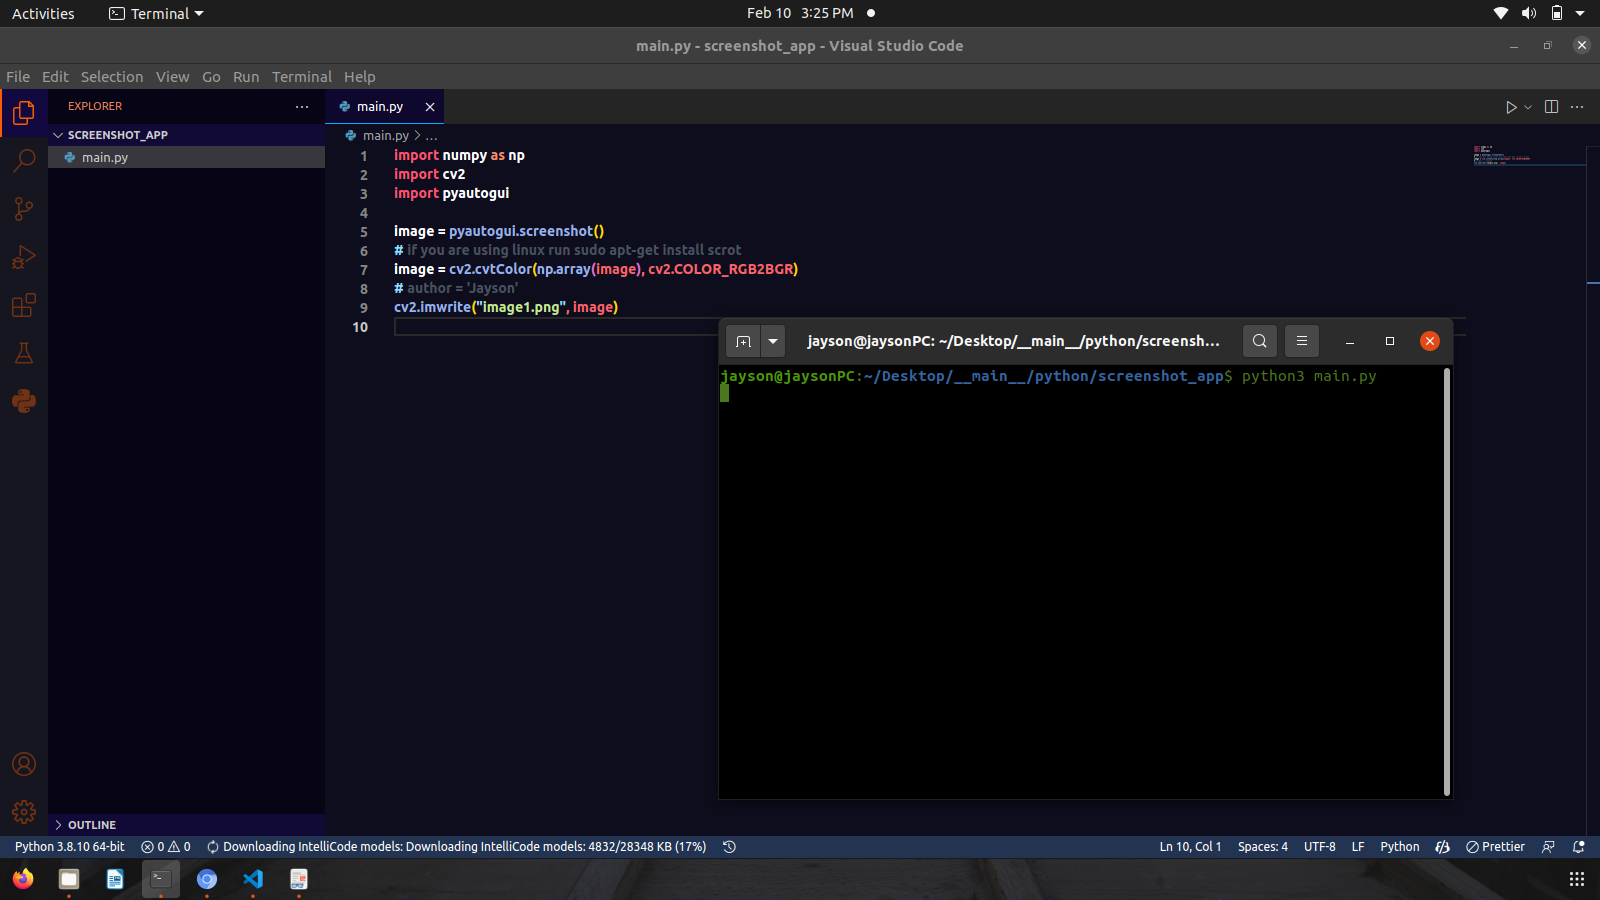 Activities
Terminal
Feb 10 3:25 PM
main.py - screenshot_app - Visual Studio Code
File Edit Selection View Go Run Terminal Help
EXPLORER
SCREENSHOT_APP
main.py
OUTLINE
main.py
main.py > ...
1 import numpy as np
2 import cv2
3 import pyautogui
4
5 image = pyautogui.screenshot()
6 # if you are using linux run sudo apt-get install scrot
7 image = cv2.cvtColor(np.array(image), cv2.COLOR_RGB2BGR)
8 # author = 'Jayson'
9 cv2.imwrite("image1.png", image)
10
jayson@jaysonPC: ~/Desktop/__main__/python/screensh...
jayson@jaysonPC:~/Desktop/__main__/python/screenshot_app$ python3 main.py
Python 3.8.10 64-bit 0 0 Downloading IntelliCode models: Downloading IntelliCode models: 4832/28348 KB (17%) Ln 10, Col 1 Spaces: 4 UTF-8 LF Python Prettier